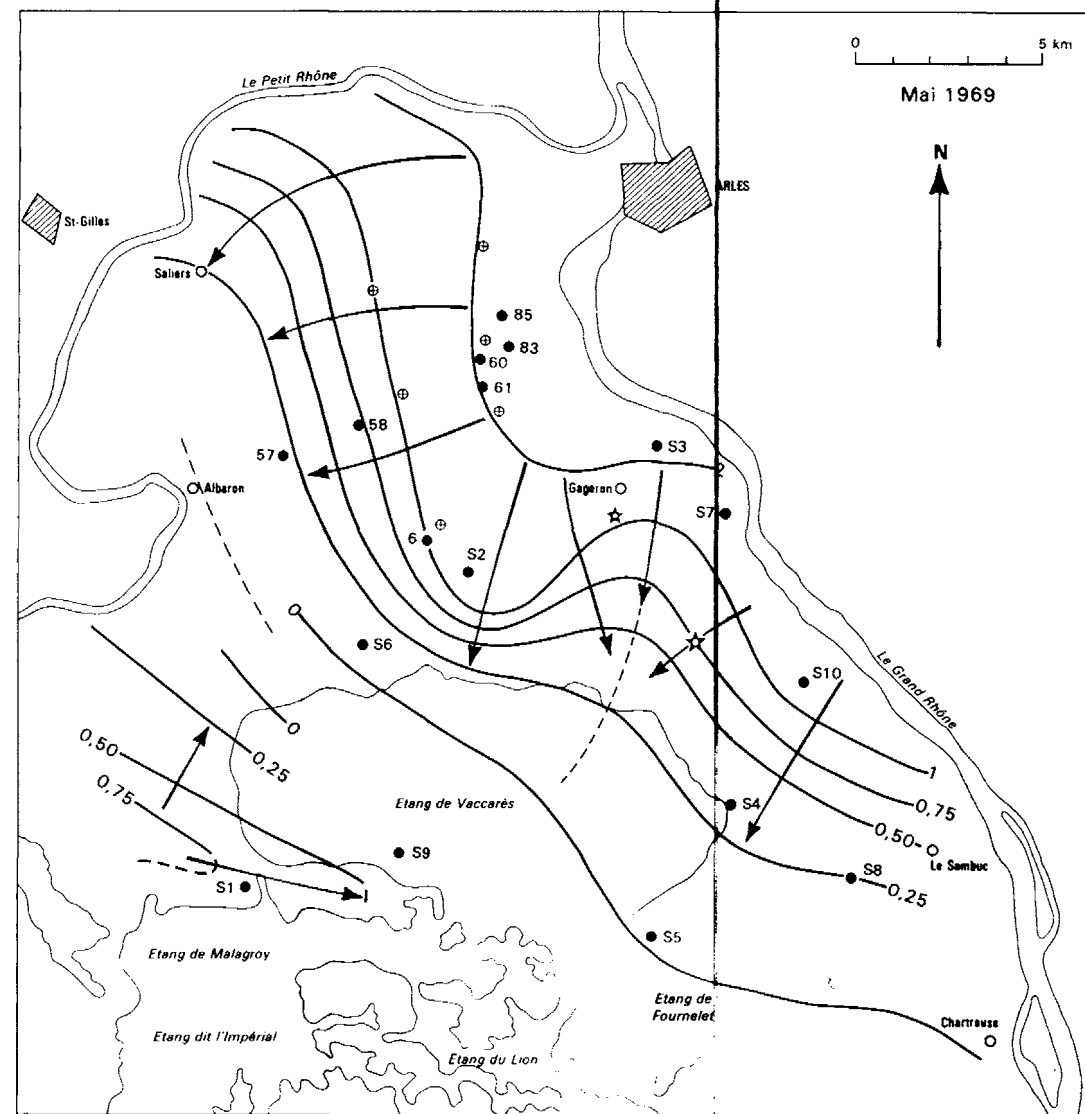 0 5 km
Mai 1969
N
Le Petit Rhône
ARLES
St-Gilles
Saliers
85
83
60
61
58
57
S3
2
Albaron
Gageron
S7
6
S2
0
S6
S10
Le Grand Rhône
0
0,25
0,50
0,75
1
0,75
0,50
Etang de Vaccarès
S4
Le Sambuc
S9
S8
0,25
S1
1
S5
Etang de Malagroy
Etang de
Fournelet
Etang dit l'Impérial
Etang du Lion
Chartreuse